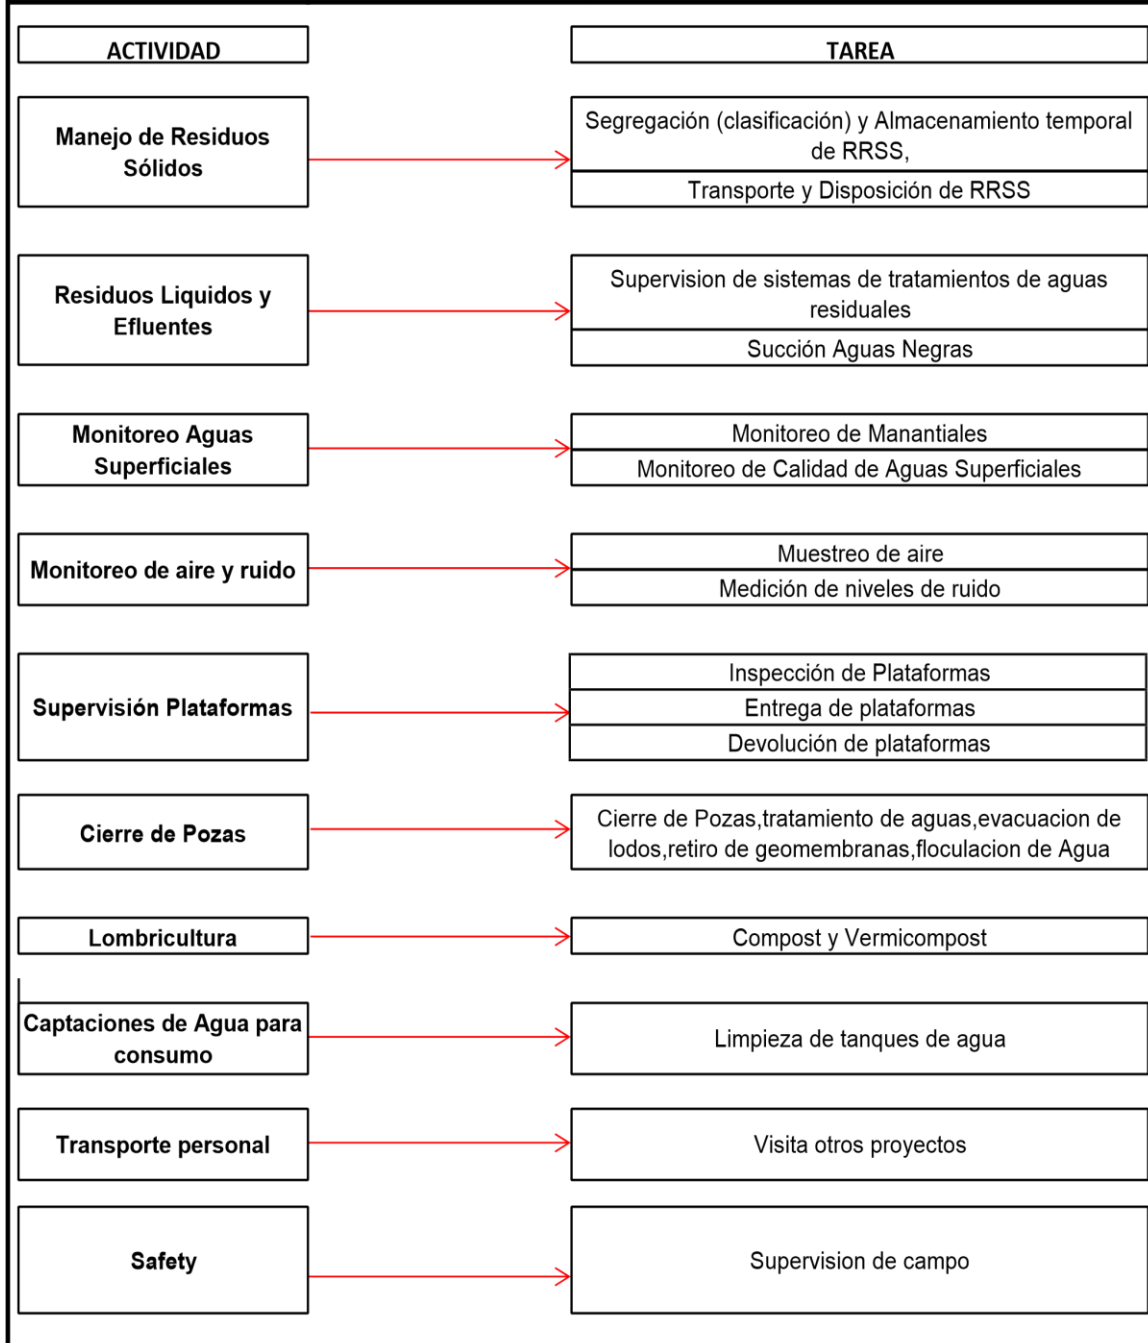 ACTIVIDAD
TAREA
Manejo de Residuos
Sólidos
Segregación (clasificación) y Almacenamiento temporal
de RRSS,
Transporte y Disposición de RRSS
Residuos Liquidos y
Efluentes
Supervision de sistemas de tratamientos de aguas
residuales
Succión Aguas Negras
Monitoreo Aguas
Superficiales
Monitoreo de Manantiales
Monitoreo de Calidad de Aguas Superficiales
Monitoreo de aire y ruido
Muestreo de aire
Medición de niveles de ruido
Supervisión Plataformas
Inspección de Plataformas
Entrega de plataformas
Devolución de plataformas
Cierre de Pozas
Cierre de Pozas,tratamiento de aguas,evacuacion de
lodos,retiro de geomembranas,floculacion de Agua
Lombricultura
Compost y Vermicompost
Captaciones de Agua para
consumo
Limpieza de tanques de agua
Transporte personal
Visita otros proyectos
Safety
Supervision de campo